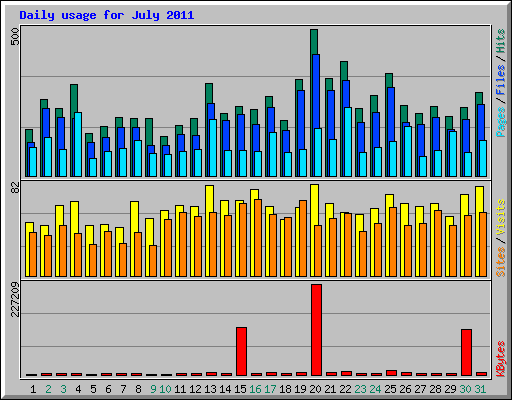 Daily usage for July 2011
500
82
227209
Pages / Files / Hits
Sites / Visits
KBytes
1 2 3 4 5 6 7 8 9 10 11 12 13 14 15 16 17 18 19 20 21 22 23 24 25 26 27 28 29 30 31